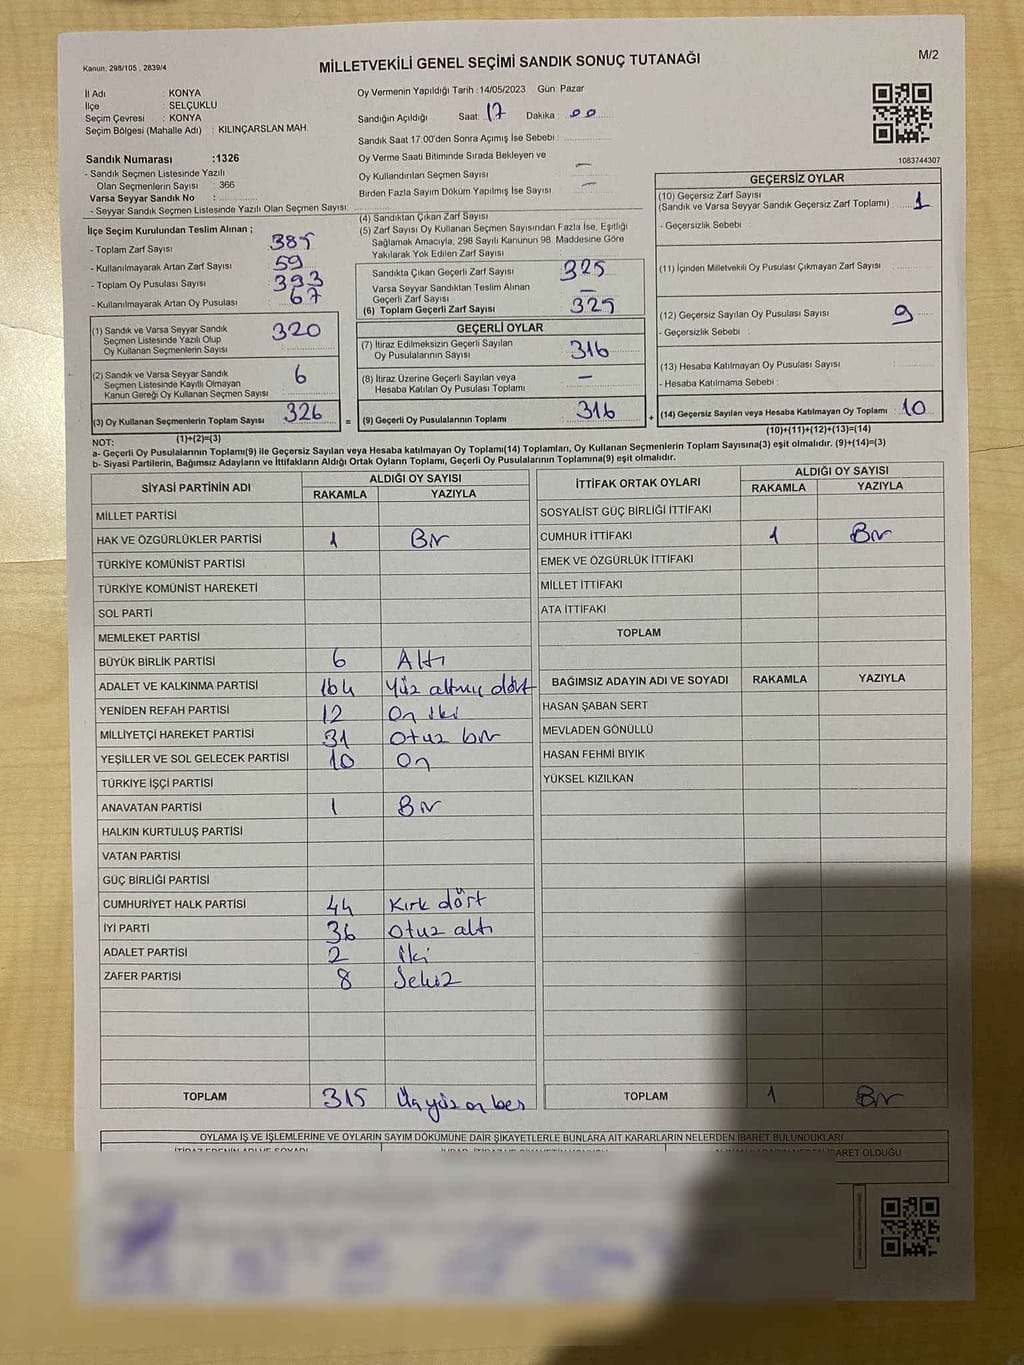 Kanun; 298/105 , 2839/4
MİLLETVEKİLİ GENEL SEÇİMİ SANDIK SONUÇ TUTANAĞI
M/2
İl Adı : KONYA
İlçe : SELÇUKLU
Seçim Çevresi : KONYA
Seçim Bölgesi (Mahalle Adı) : KILINÇARSLAN MAH.
Oy Vermenin Yapıldığı Tarih : 14/05/2023 Gün: Pazar
Sandığın Açıldığı Saat: 17 Dakika 00
Sandık Saat 17.00'den Sonra Açımış İse Sebebi :
Oy Verme Saati Bitiminde Sırada Bekleyen ve
Oy Kullandırılan Seçmen Sayısı —
Birden Fazla Sayım Döküm Yapılmış İse Sayısı —
1083744307
Sandık Numarası : 1326
- Sandık Seçmen Listesinde Yazılı
Olan Seçmenlerin Sayısı : 366
Varsa Seyyar Sandık No :
- Seyyar Sandık Seçmen Listesinde Yazılı Olan Seçmen Sayısı:
İlçe Seçim Kurulundan Teslim Alınan ;
- Toplam Zarf Sayısı 385
- Kullanılmayarak Artan Zarf Sayısı 59
- Toplam Oy Pusulası Sayısı 393
- Kullanılmayarak Artan Oy Pusulası 67
(1) Sandık ve Varsa Seyyar Sandık
Seçmen Listesinde Yazılı Olup
Oy Kullanan Seçmenlerin Sayısı 320
(2) Sandık ve Varsa Seyyar Sandık
Seçmen Listesinde Kayıtlı Olmayan
Kanun Gereği Oy Kullanan Seçmen Sayısı 6
(3) Oy Kullanan Seçmenlerin Toplam Sayısı 326 =
(1)+(2)=(3)
(4) Sandıktan Çıkan Zarf Sayısı
(5) Zarf Sayısı Oy Kullanan Seçmen Sayısından Fazla İse, Eşitliği
Sağlamak Amacıyla; 298 Sayılı Kanunun 98. Maddesine Göre
Yakılarak Yok Edilen Zarf Sayısı
Sandıkta Çıkan Geçerli Zarf Sayısı 325
Varsa Seyyar Sandıktan Teslim Alınan
Geçerli Zarf Sayısı —
(6) Toplam Geçerli Zarf Sayısı 325
GEÇERLİ OYLAR
(7) İtiraz Edilmeksizin Geçerli Sayılan
Oy Pusulalarının Sayısı 316
(8) İtiraz Üzerine Geçerli Sayılan veya
Hesaba Katılan Oy Pusulası Toplamı —
(9) Geçerli Oy Pusulalarının Toplamı 316 +
GEÇERSİZ OYLAR
(10) Geçersiz Zarf Sayısı
(Sandık ve Varsa Seyyar Sandık Geçersiz Zarf Toplamı) 1
- Geçersizlik Sebebi :
(11) İçinden Milletvekili Oy Pusulası Çıkmayan Zarf Sayısı
(12) Geçersiz Sayılan Oy Pusulası Sayısı 9
- Geçersizlik Sebebi :
(13) Hesaba Katılmayan Oy Pusulası Sayısı
- Hesaba Katılmama Sebebi :
(14) Geçersiz Sayılan veya Hesaba Katılmayan Oy Toplamı : 10
(10)+(11)+(12)+(13)=(14)
NOT:
a- Geçerli Oy Pusulalarının Toplamı(9) ile Geçersiz Sayılan veya Hesaba katılmayan Oy Toplamı(14) Toplamları, Oy Kullanan Seçmenlerin Toplam Sayısına(3) eşit olmalıdır. (9)+(14)=(3)
b- Siyasi Partilerin, Bağımsız Adayların ve İttifakların Aldığı Ortak Oyların Toplamı, Geçerli Oy Pusulalarının Toplamına(9) eşit olmalıdır.
SİYASİ PARTİNİN ADI ALDIĞI OY SAYISI
RAKAMLA YAZIYLA
MİLLET PARTİSİ
HAK VE ÖZGÜRLÜKLER PARTİSİ 1 Bir
TÜRKİYE KOMÜNİST PARTİSİ
TÜRKİYE KOMÜNİST HAREKETİ
SOL PARTİ
MEMLEKET PARTİSİ
BÜYÜK BİRLİK PARTİSİ 6 Altı
ADALET VE KALKINMA PARTİSİ 164 Yüz altmış dört
YENİDEN REFAH PARTİSİ 12 On iki
MİLLİYETÇİ HAREKET PARTİSİ 31 Otuz bir
YEŞİLLER VE SOL GELECEK PARTİSİ 10 On
TÜRKİYE İŞÇİ PARTİSİ
ANAVATAN PARTİSİ 1 Bir
HALKIN KURTULUŞ PARTİSİ
VATAN PARTİSİ
GÜÇ BİRLİĞİ PARTİSİ
CUMHURİYET HALK PARTİSİ 44 Kırk dört
İYİ PARTİ 36 Otuz altı
ADALET PARTİSİ 2 İki
ZAFER PARTİSİ 8 Sekiz
TOPLAM 315 Üçyüz on beş
İTTİFAK ORTAK OYLARI ALDIĞI OY SAYISI
RAKAMLA YAZIYLA
SOSYALİST GÜÇ BİRLİĞİ İTTİFAKI
CUMHUR İTTİFAKI 1 Bir
EMEK VE ÖZGÜRLÜK İTTİFAKI
MİLLET İTTİFAKI
ATA İTTİFAKI
TOPLAM
BAĞIMSIZ ADAYIN ADI VE SOYADI RAKAMLA YAZIYLA
HASAN ŞABAN SERT
MEVLADEN GÖNÜLLÜ
HASAN FEHMİ BIYIK
YÜKSEL KIZILKAN
TOPLAM 1 Bir
OYLAMA İŞ VE İŞLEMLERİNE VE OYLARIN SAYIM DÖKÜMÜNE DAİR ŞİKAYETLERLE BUNLARA AİT KARARLARIN NELERDEN İBARET BULUNDUKLARI